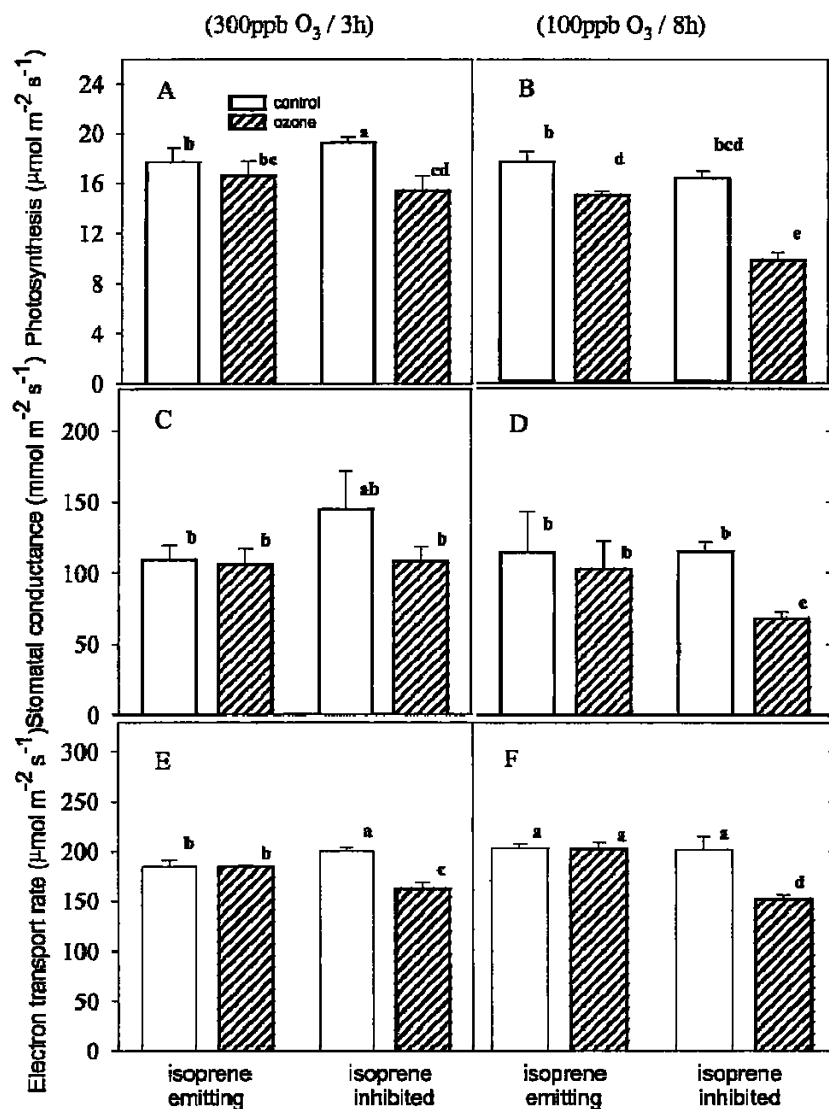 (300ppb O3 / 3h) (100ppb O3 / 8h)
Photosynthesis (μmol m-2 s-1)
24
20
16
12
8
4
0
A
control
ozone
b
bc
a
cd
B
b
d
bcd
e
Stomatal conductance (mmol m-2 s-1)
200
150
100
50
0
C
b
b
ab
b
D
b
b
b
c
Electron transport rate (μmol m-2 s-1)
300
250
200
150
100
50
0
E
b
b
a
c
F
a
a
a
d
isoprene
emitting
isoprene
inhibited
isoprene
emitting
isoprene
inhibited